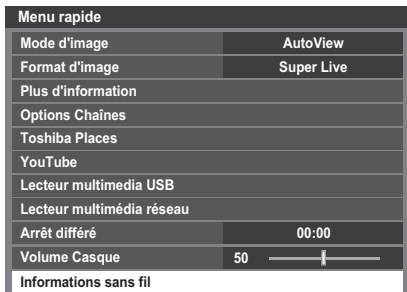 Menu rapide
Mode d'image AutoView
Format d'image Super Live
Plus d'information
Options Chaînes
Toshiba Places
YouTube
Lecteur multimedia USB
Lecteur multimédia réseau
Arrêt différé 00:00
Volume Casque 50
Informations sans fil